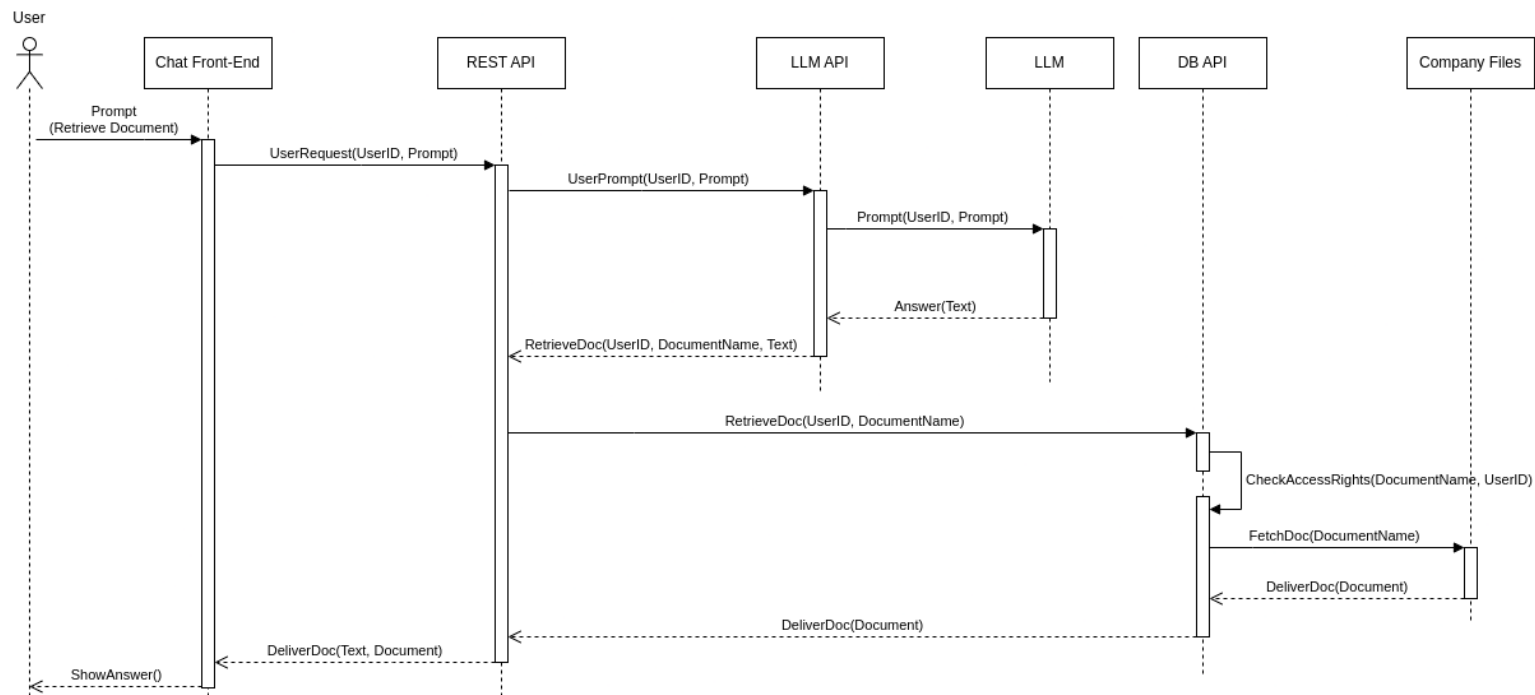 User
Chat Front-End
REST API
LLM API
LLM
DB API
Company Files
Prompt
(Retrieve Document)
UserRequest(UserID, Prompt)
UserPrompt(UserID, Prompt)
Prompt(UserID, Prompt)
Answer(Text)
RetrieveDoc(UserID, DocumentName, Text)
RetrieveDoc(UserID, DocumentName)
CheckAccessRights(DocumentName, UserID)
FetchDoc(DocumentName)
DeliverDoc(Document)
DeliverDoc(Document)
DeliverDoc(Text, Document)
ShowAnswer()